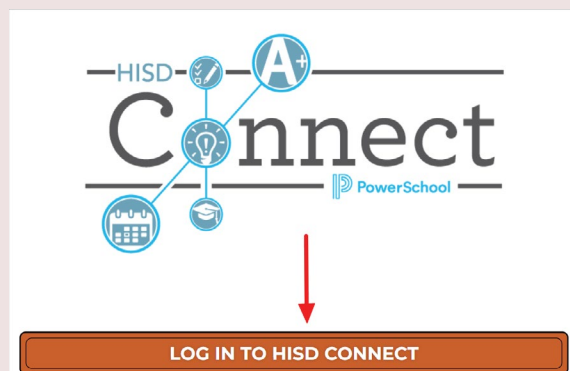 HISD
A+
Connect
PowerSchool
LOG IN TO HISD CONNECT